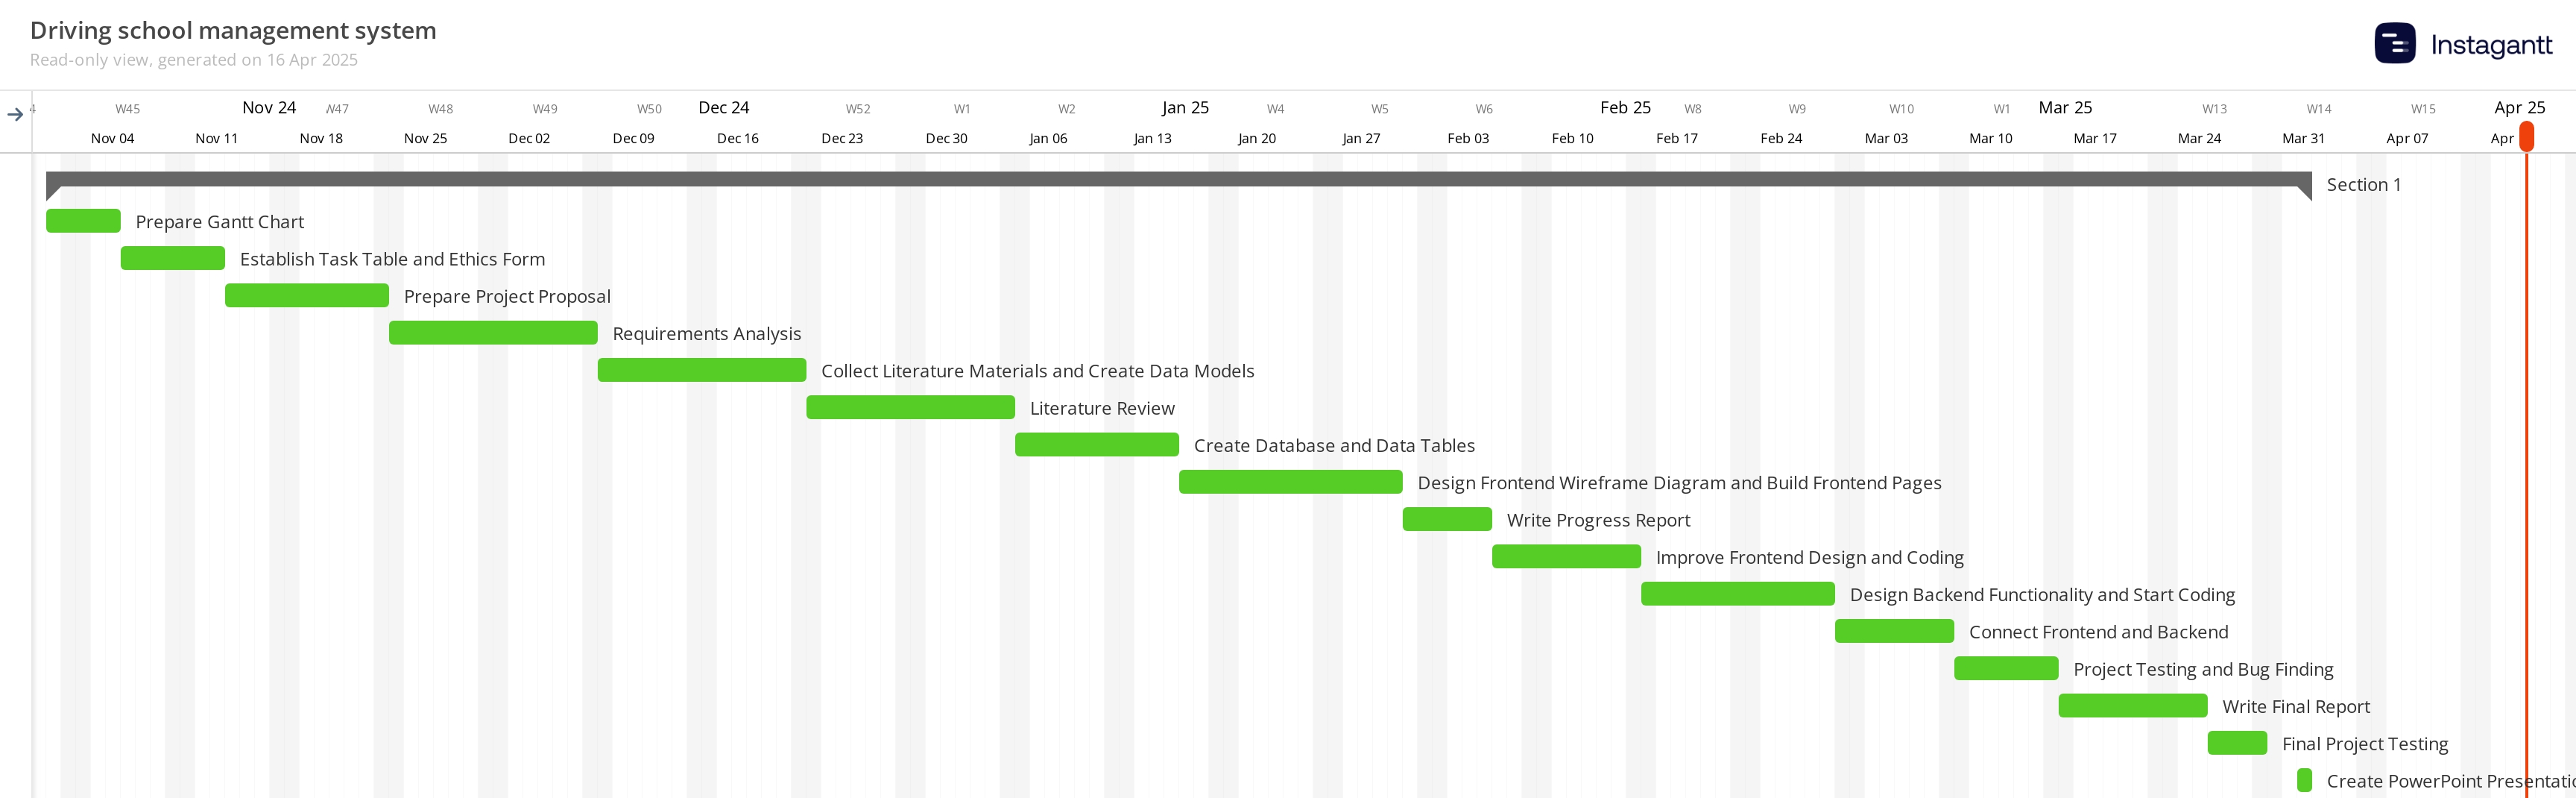 Driving school management system
Read-only view, generated on 16 Apr 2025
Instagantt
4 W45 Nov 24 W47 W48 W49 W50 Dec 24 W52 W1 W2 Jan 25 W4 W5 W6 Feb 25 W8 W9 W10 W1 Mar 25 W13 W14 W15 Apr 25
Nov 04 Nov 11 Nov 18 Nov 25 Dec 02 Dec 09 Dec 16 Dec 23 Dec 30 Jan 06 Jan 13 Jan 20 Jan 27 Feb 03 Feb 10 Feb 17 Feb 24 Mar 03 Mar 10 Mar 17 Mar 24 Mar 31 Apr 07 Apr
Section 1
Prepare Gantt Chart
Establish Task Table and Ethics Form
Prepare Project Proposal
Requirements Analysis
Collect Literature Materials and Create Data Models
Literature Review
Create Database and Data Tables
Design Frontend Wireframe Diagram and Build Frontend Pages
Write Progress Report
Improve Frontend Design and Coding
Design Backend Functionality and Start Coding
Connect Frontend and Backend
Project Testing and Bug Finding
Write Final Report
Final Project Testing
Create PowerPoint Presentatio